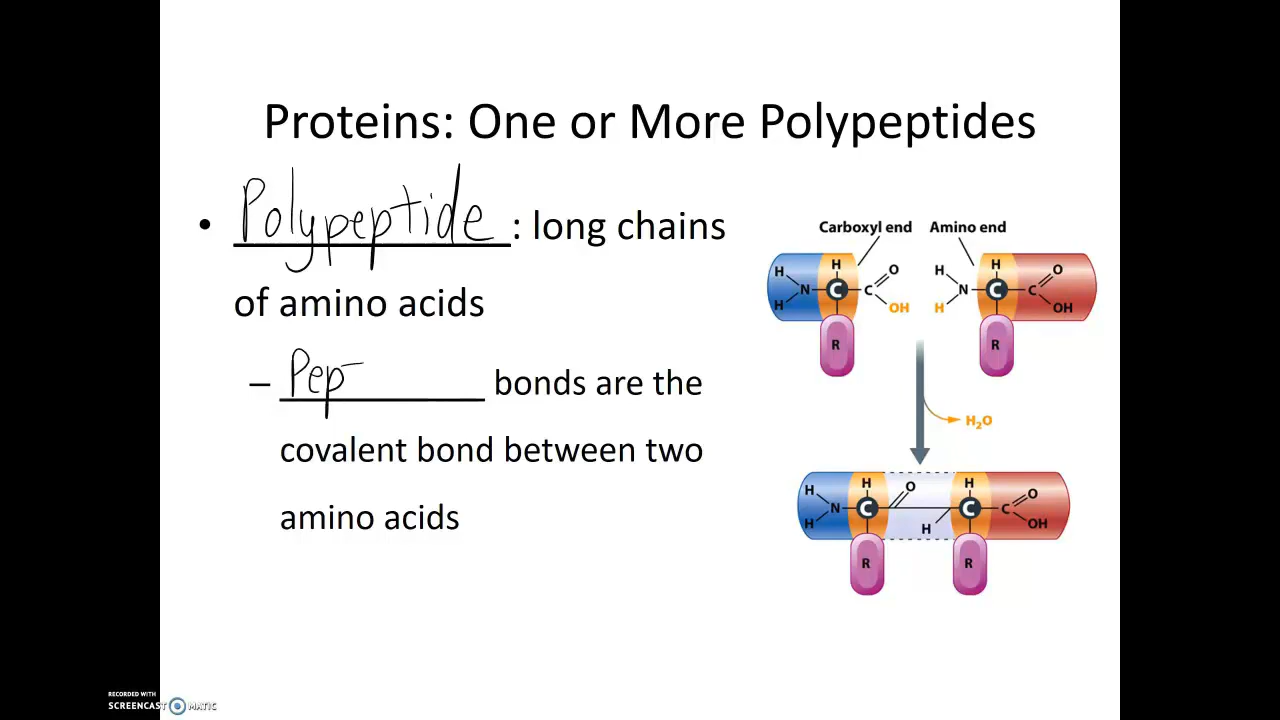 Proteins: One or More Polypeptides
• Polypeptide : long chains
of amino acids
– Pep bonds are the
covalent bond between two
amino acids
Carboxyl end Amino end
H H O H H O
N C C N C C
H OH H OH
R R
H₂O
H H O H O
N C C C
H H OH
R R
RECORDED WITH
SCREENCAST MATIC